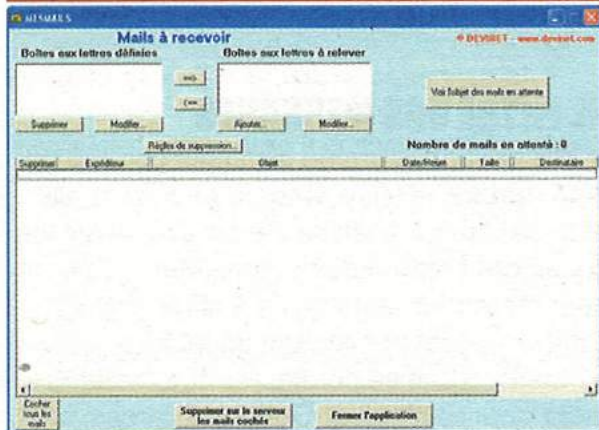 MESMAILS
Mails à recevoir
© DEVINET - www.devinet.com
Boîtes aux lettres définies
Boîtes aux lettres à relever
==>
<==
Voir l'objet des mails en attente
Supprimer
Modifier...
Ajouter...
Modifier...
Règles de suppression...
Nombre de mails en attente : 0
Supprimer
Expéditeur
Objet
Date/Heure
Taille
Destinataire
Cocher
tous les
mails
Supprimer sur le serveur
les mails cochés
Fermer l'application